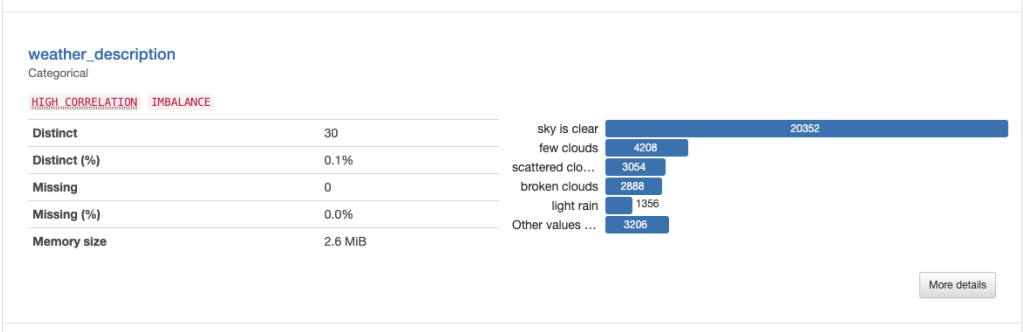 weather_description
Categorical
HIGH CORRELATION IMBALANCE
Distinct 30
Distinct (%) 0.1%
Missing 0
Missing (%) 0.0%
Memory size 2.6 MiB
sky is clear 20352
few clouds 4208
scattered clo... 3054
broken clouds 2888
light rain 1356
Other values ... 3206
More details